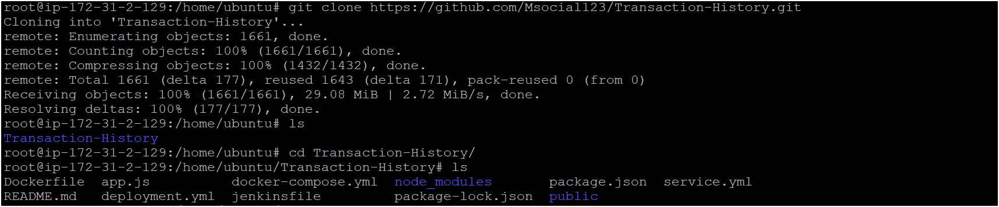 root@ip-172-31-2-129:/home/ubuntu# git clone https://github.com/Msocial123/Transaction-History.git
Cloning into 'Transaction-History'...
remote: Enumerating objects: 1661, done.
remote: Counting objects: 100% (1661/1661), done.
remote: Compressing objects: 100% (1432/1432), done.
remote: Total 1661 (delta 177), reused 1643 (delta 171), pack-reused 0 (from 0)
Receiving objects: 100% (1661/1661), 29.08 MiB | 2.72 MiB/s, done.
Resolving deltas: 100% (177/177), done.
root@ip-172-31-2-129:/home/ubuntu# ls
Transaction-History
root@ip-172-31-2-129:/home/ubuntu# cd Transaction-History/
root@ip-172-31-2-129:/home/ubuntu/Transaction-History# ls
Dockerfile  app.js          docker-compose.yml  node_modules       package.json  service.yml
README.md   deployment.yml  jenkinsfile         package-lock.json  public